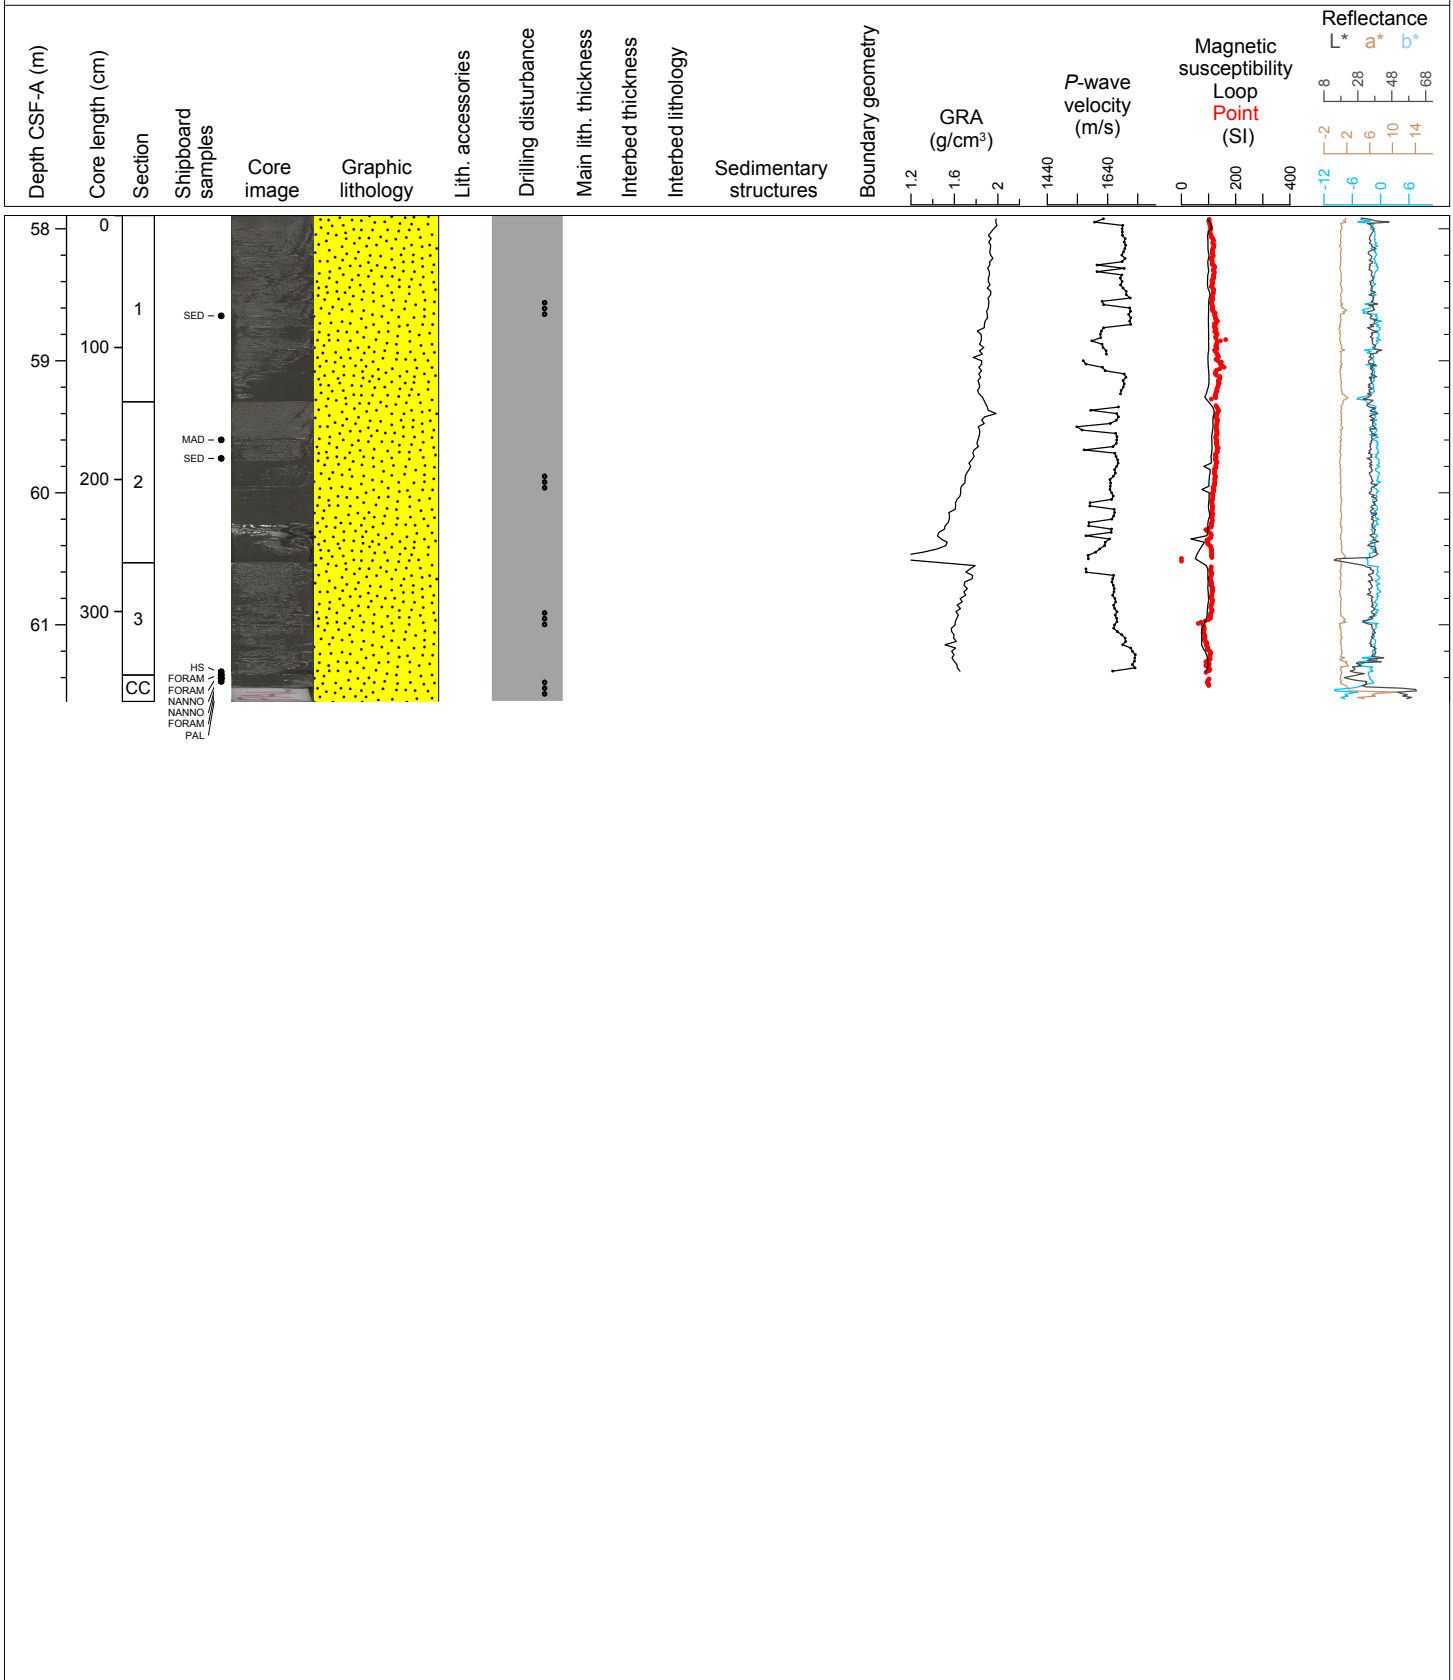 Depth CSF-A (m)
Core length (cm)
Section
Shipboard
samples
Core
image
Graphic
lithology
Lith. accessories
Drilling disturbance
Main lith. thickness
Interbed thickness
Interbed lithology
Sedimentary
structures
Boundary geometry
GRA
(g/cm³)
1.2
1.6
2
P-wave
velocity
(m/s)
1440
1640
Magnetic
susceptibility
Loop
Point
(SI)
0
200
400
Reflectance
L* a* b*
8
28
48
68
-2
2
6
10
14
-12
-6
0
6
58
59
60
61
0
100
200
300
1
2
3
CC
SED
MAD
SED
HS
FORAM
FORAM
NANNO
NANNO
FORAM
PAL